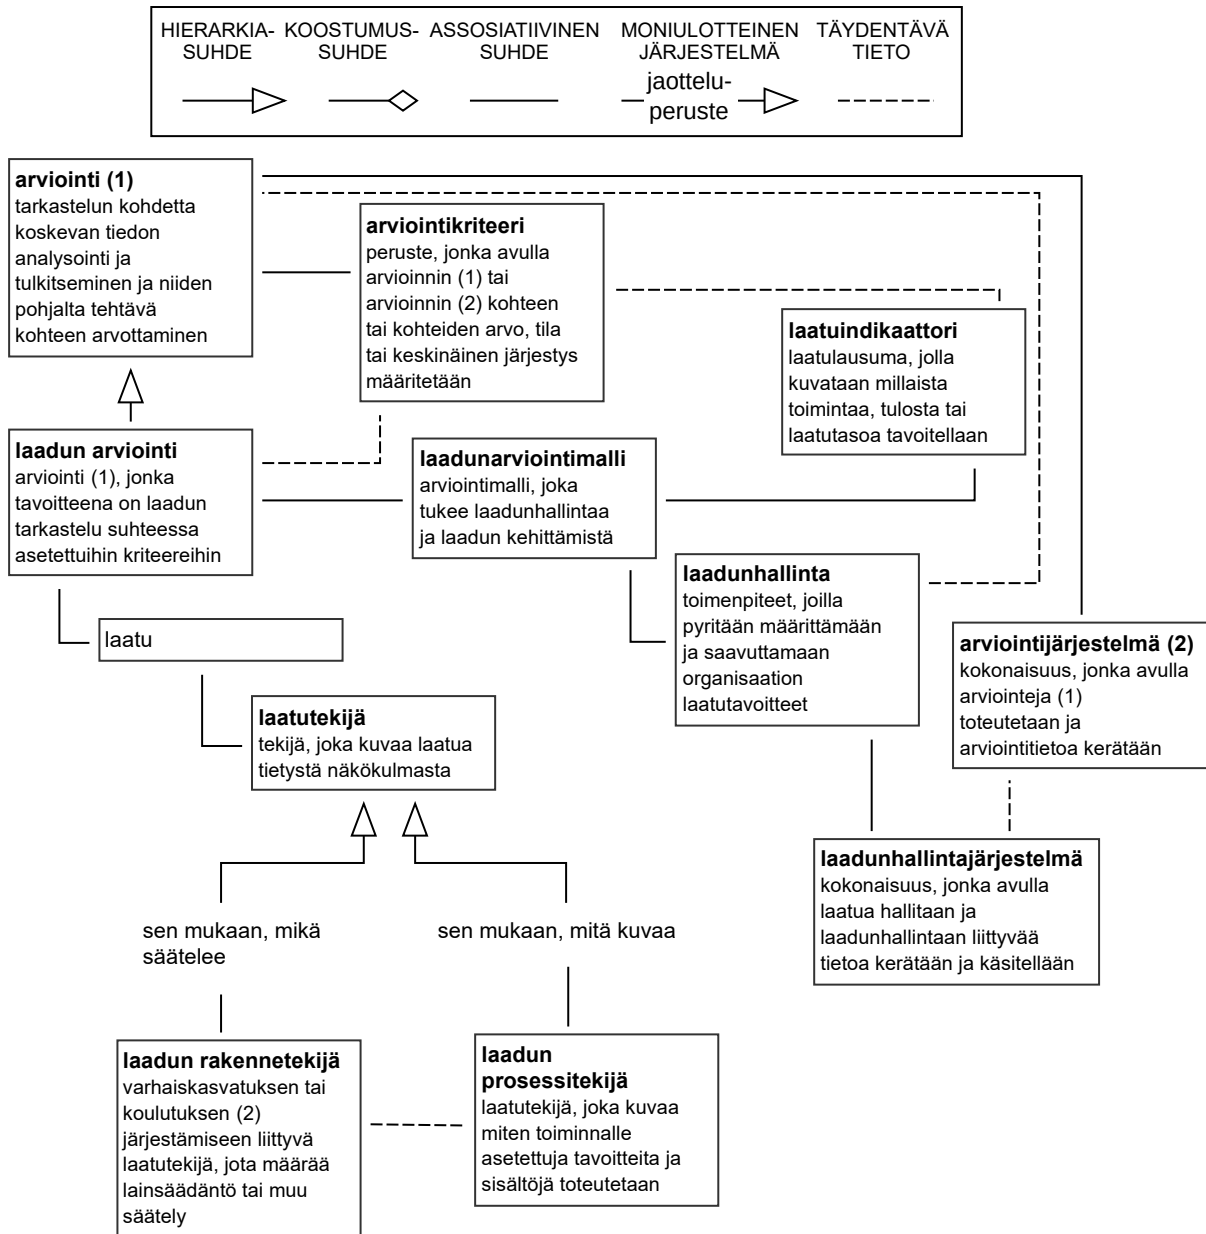 HIERARKIA-
SUHDE
KOOSTUMUS-
SUHDE
ASSOSIATIIVINEN
SUHDE
MONIULOTTEINEN
JÄRJESTELMÄ
TÄYDENTÄVÄ
TIETO
jaottelu-
peruste
arviointi (1)
tarkastelun kohdetta
koskevan tiedon
analysointi ja
tulkitseminen ja niiden
pohjalta tehtävä
kohteen arvottaminen
arviointikriteeri
peruste, jonka avulla
arvioinnin (1) tai
arvioinnin (2) kohteen
tai kohteiden arvo, tila
tai keskinäinen järjestys
määritetään
laatuindikaattori
laatulausuma, jolla
kuvataan millaista
toimintaa, tulosta tai
laatutasoa tavoitellaan
laadun arviointi
arviointi (1), jonka
tavoitteena on laadun
tarkastelu suhteessa
asetettuihin kriteereihin
laadunarviointimalli
arviointimalli, joka
tukee laadunhallintaa
ja laadun kehittämistä
laadunhallinta
toimenpiteet, joilla
pyritään määrittämään
ja saavuttamaan
organisaation
laatutavoitteet
laatu
arviointijärjestelmä (2)
kokonaisuus, jonka avulla
arviointeja (1)
toteutetaan ja
arviointitietoa kerätään
laatutekijä
tekijä, joka kuvaa laatua
tietystä näkökulmasta
laadunhallintajärjestelmä
kokonaisuus, jonka avulla
laatua hallitaan ja
laadunhallintaan liittyvää
tietoa kerätään ja käsitellään
sen mukaan, mikä
säätelee
sen mukaan, mitä kuvaa
laadun rakennetekijä
varhaiskasvatuksen tai
koulutuksen (2)
järjestämiseen liittyvä
laatutekijä, jota määrää
lainsäädäntö tai muu
säätely
laadun
prosessitekijä
laatutekijä, joka kuvaa
miten toiminnalle
asetettuja tavoitteita ja
sisältöjä toteutetaan